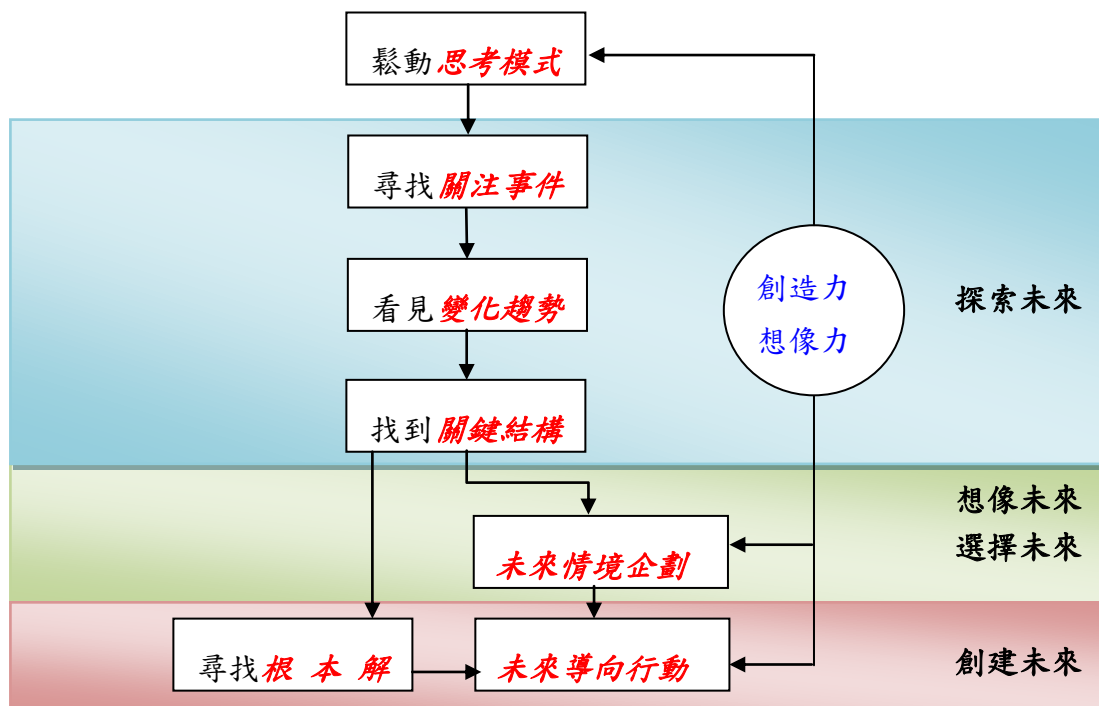 鬆動思考模式
尋找關注事件
看見變化趨勢
創造力
想像力
探索未來
找到關鍵結構
想像未來
選擇未來
未來情境企劃
尋找根 本 解
未來導向行動
創建未來